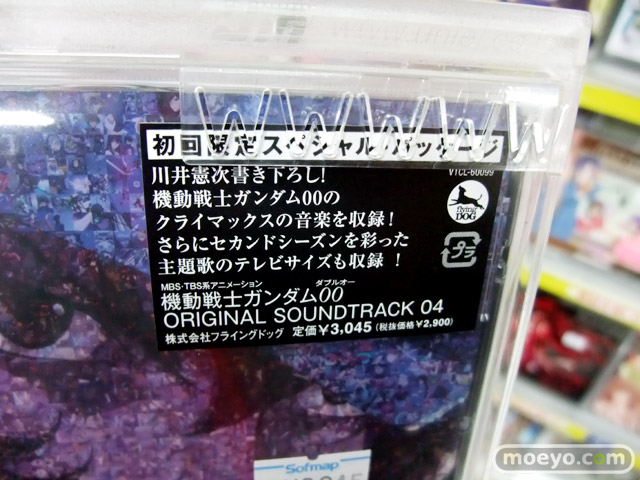 初回限定スペシャル パッケージ
VTCL-60099
川井憲次書き下ろし!
機動戦士ガンダム00の
クライマックスの音楽を収録!
さらにセカンドシーズンを彩った
主題歌のテレビサイズも収録 !
flying DOG
プラ
MBS・TBS系アニメーション
ダブルオー
機動戦士ガンダム00
ORIGINAL SOUNDTRACK 04
株式会社フライングドッグ 定価¥3,045 (税抜価格¥2,900)
Sofmap
moeyo.com